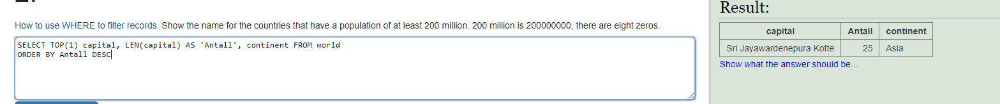 Result:
How to use WHERE to filter records. Show the name for the countries that have a population of at least 200 million. 200 million is 200000000, there are eight zeros.
SELECT TOP(1) capital, LEN(capital) AS 'Antall', continent FROM world
ORDER BY Antall DESC
capital Antall continent
Sri Jayawardenepura Kotte 25 Asia
Show what the answer should be...